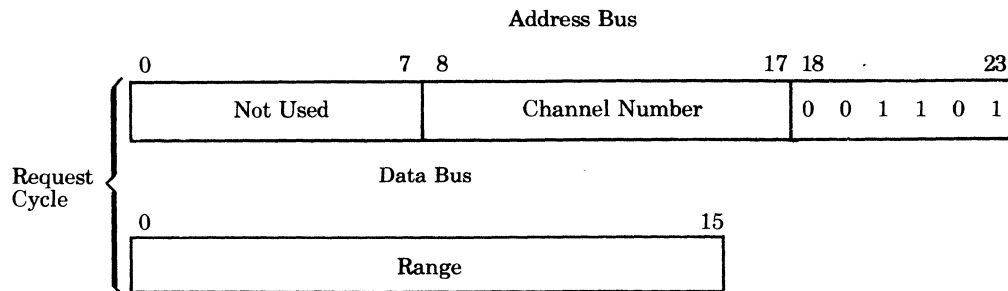 Address Bus
0 7 8 17 18 23
Not Used Channel Number 0 0 1 1 0 1
Request
Cycle
Data Bus
0 15
Range